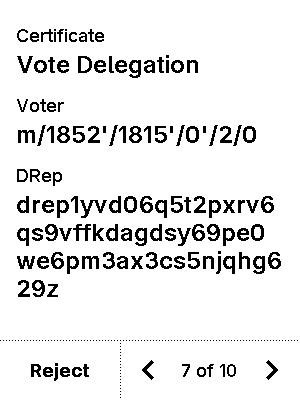 Certificate
Vote Delegation
Voter
m/1852'/1815'/0'/2/0
DRep
drep1yvd06q5t2pxrv6
qs9vffkdagdsy69pe0
we6pm3ax3cs5njqhg6
29z
Reject
7 of 10